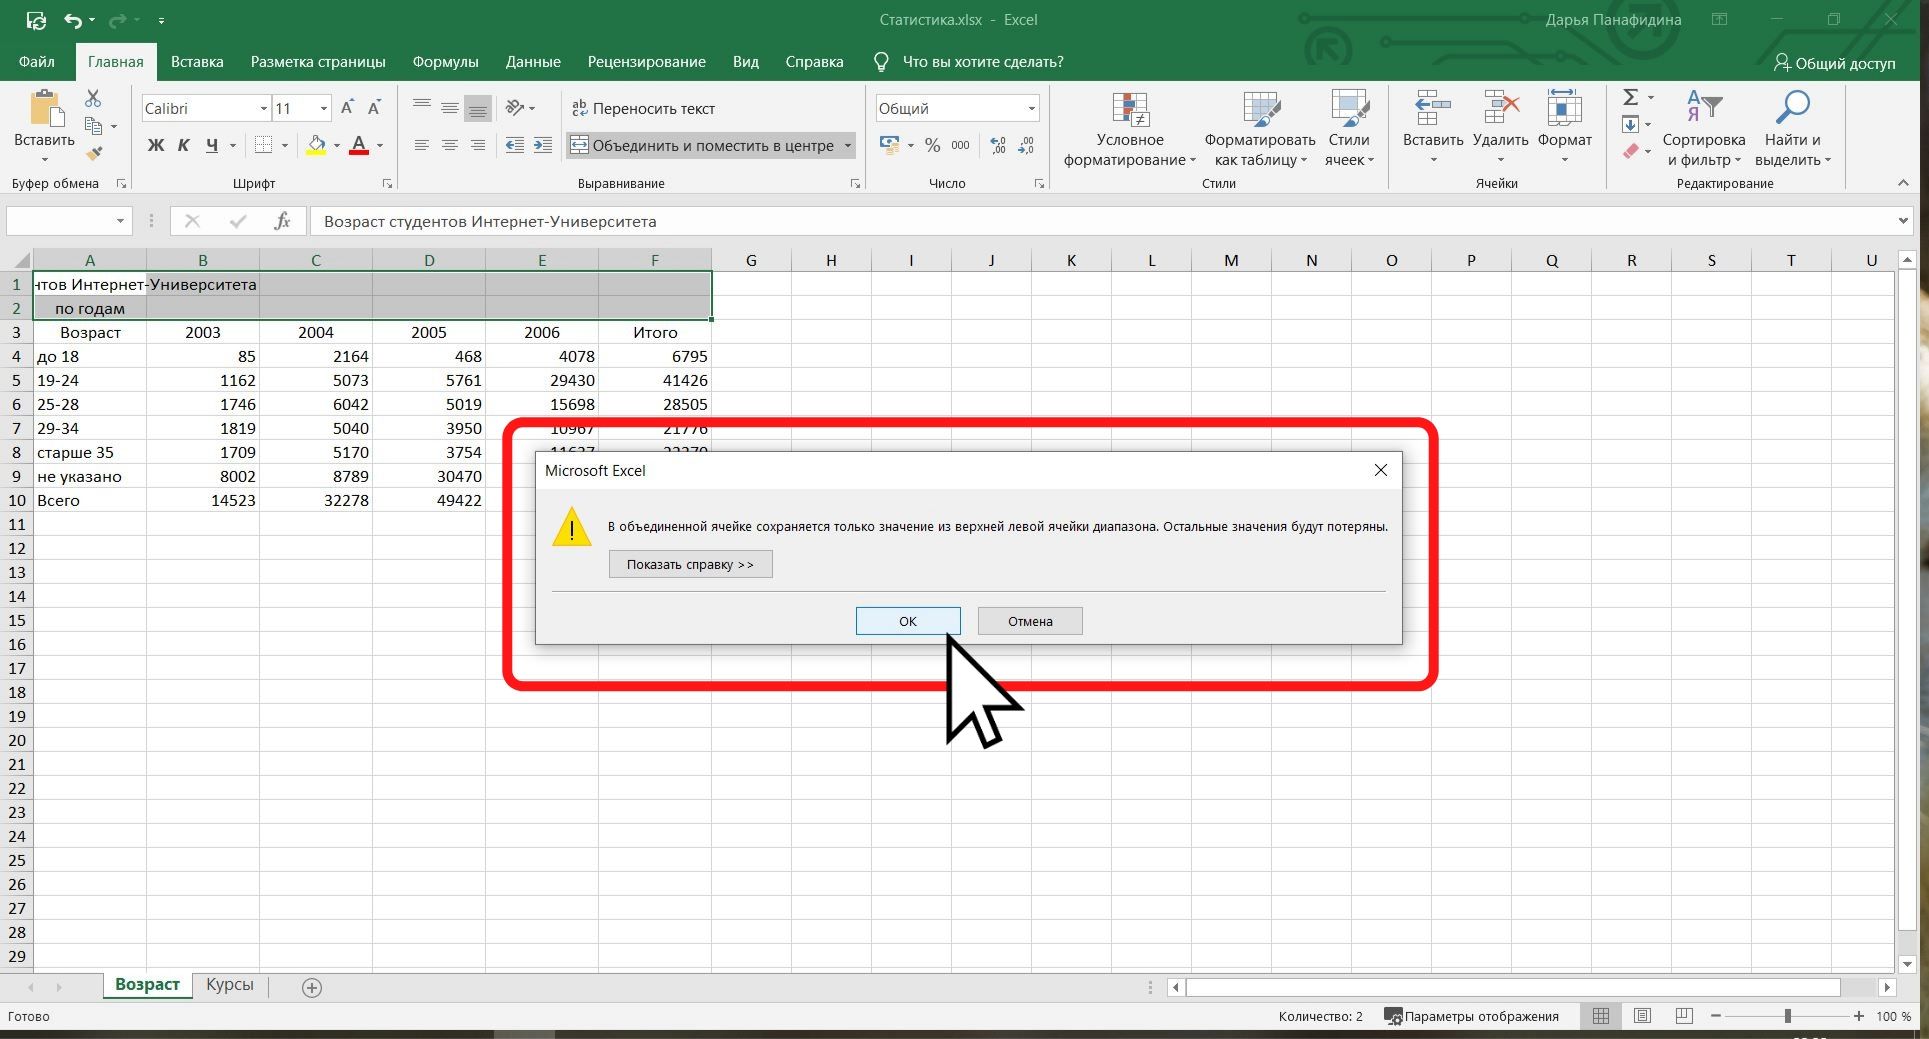 Статистика.xlsx - Excel
Дарья Панафидина
Файл Главная Вставка Разметка страницы Формулы Данные Рецензирование Вид Справка Что вы хотите сделать? Общий доступ
Вставить
Буфер обмена
Calibri 11
Ж К Ч
Шрифт
Переносить текст
Объединить и поместить в центре
Выравнивание
Общий
% 000
Число
Условное форматирование
Форматировать как таблицу
Стили ячеек
Стили
Вставить Удалить Формат
Ячейки
Сортировка и фильтр
Найти и выделить
Редактирование
fx Возраст студентов Интернет-Университета
A B C D E F G H I J K L M N O P Q R S T U
1 нтов Интернет-Университета
2 по годам
3 Возраст 2003 2004 2005 2006 Итого
4 до 18 85 2164 468 4078 6795
5 19-24 1162 5073 5761 29430 41426
6 25-28 1746 6042 5019 15698 28505
7 29-34 1819 5040 3950 10967 21776
8 старше 35 1709 5170 3754
9 не указано 8002 8789 30470
10 Всего 14523 32278 49422
11
12
13
14
15
16
17
18
19
20
21
22
23
24
25
26
27
28
29
Microsoft Excel
В объединенной ячейке сохраняется только значение из верхней левой ячейки диапазона. Остальные значения будут потеряны.
Показать справку >>
ОК Отмена
Возраст Курсы
Готово
Количество: 2 Параметры отображения 100 %